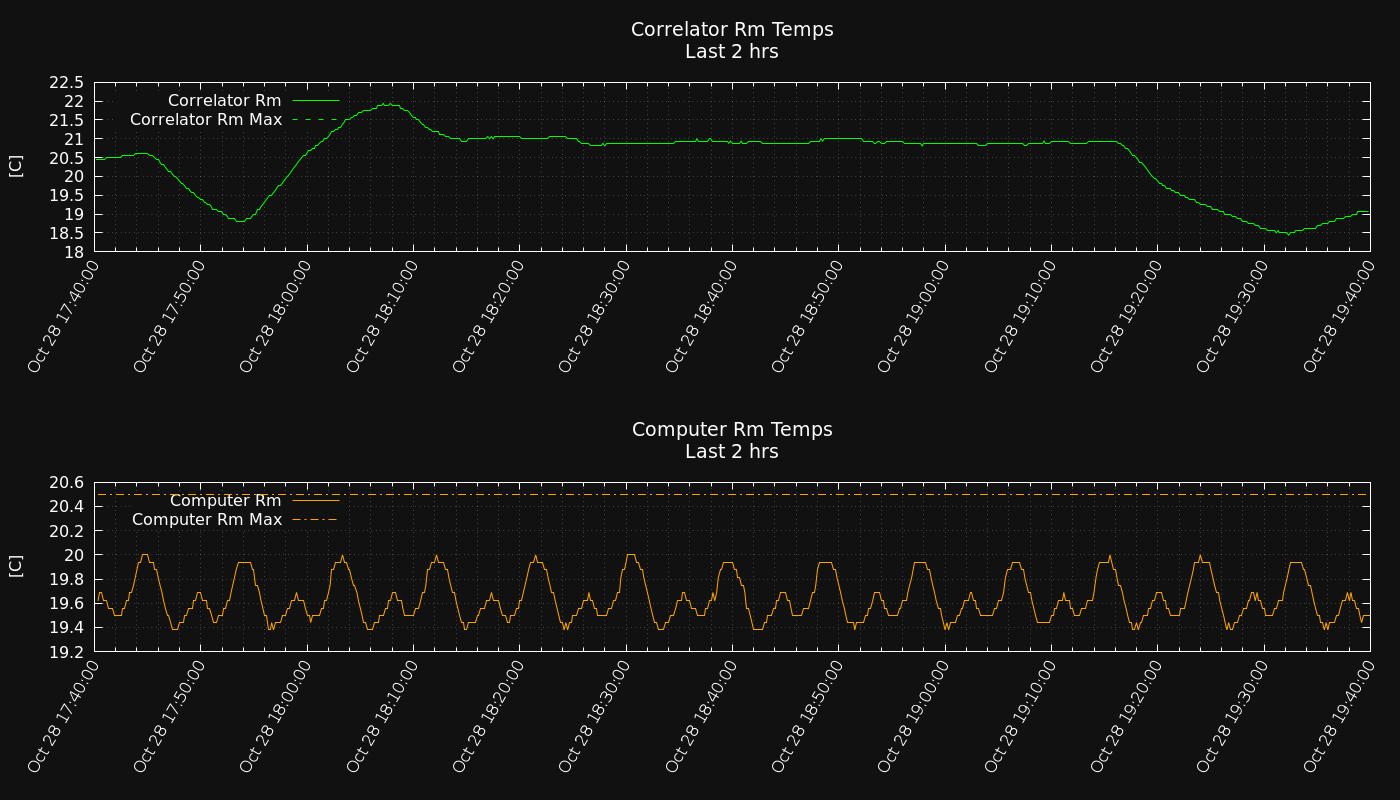 Correlator Rm Temps
Last 2 hrs
[C]
22.5
22
21.5
21
20.5
20
19.5
19
18.5
18
Correlator Rm
Correlator Rm Max
Oct 28 17:40:00
Oct 28 17:50:00
Oct 28 18:00:00
Oct 28 18:10:00
Oct 28 18:20:00
Oct 28 18:30:00
Oct 28 18:40:00
Oct 28 18:50:00
Oct 28 19:00:00
Oct 28 19:10:00
Oct 28 19:20:00
Oct 28 19:30:00
Oct 28 19:40:00
Computer Rm Temps
Last 2 hrs
[C]
20.6
20.4
20.2
20
19.8
19.6
19.4
19.2
Computer Rm
Computer Rm Max
Oct 28 17:40:00
Oct 28 17:50:00
Oct 28 18:00:00
Oct 28 18:10:00
Oct 28 18:20:00
Oct 28 18:30:00
Oct 28 18:40:00
Oct 28 18:50:00
Oct 28 19:00:00
Oct 28 19:10:00
Oct 28 19:20:00
Oct 28 19:30:00
Oct 28 19:40:00